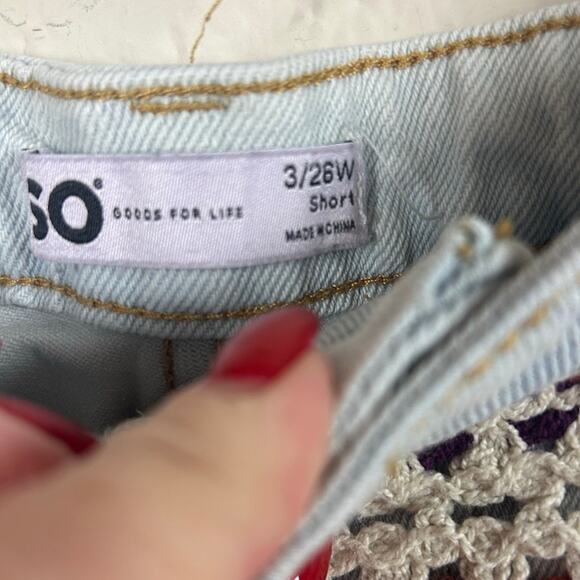 SO®
GOODS FOR LIFE
3/26W
Short
MADE IN CHINA